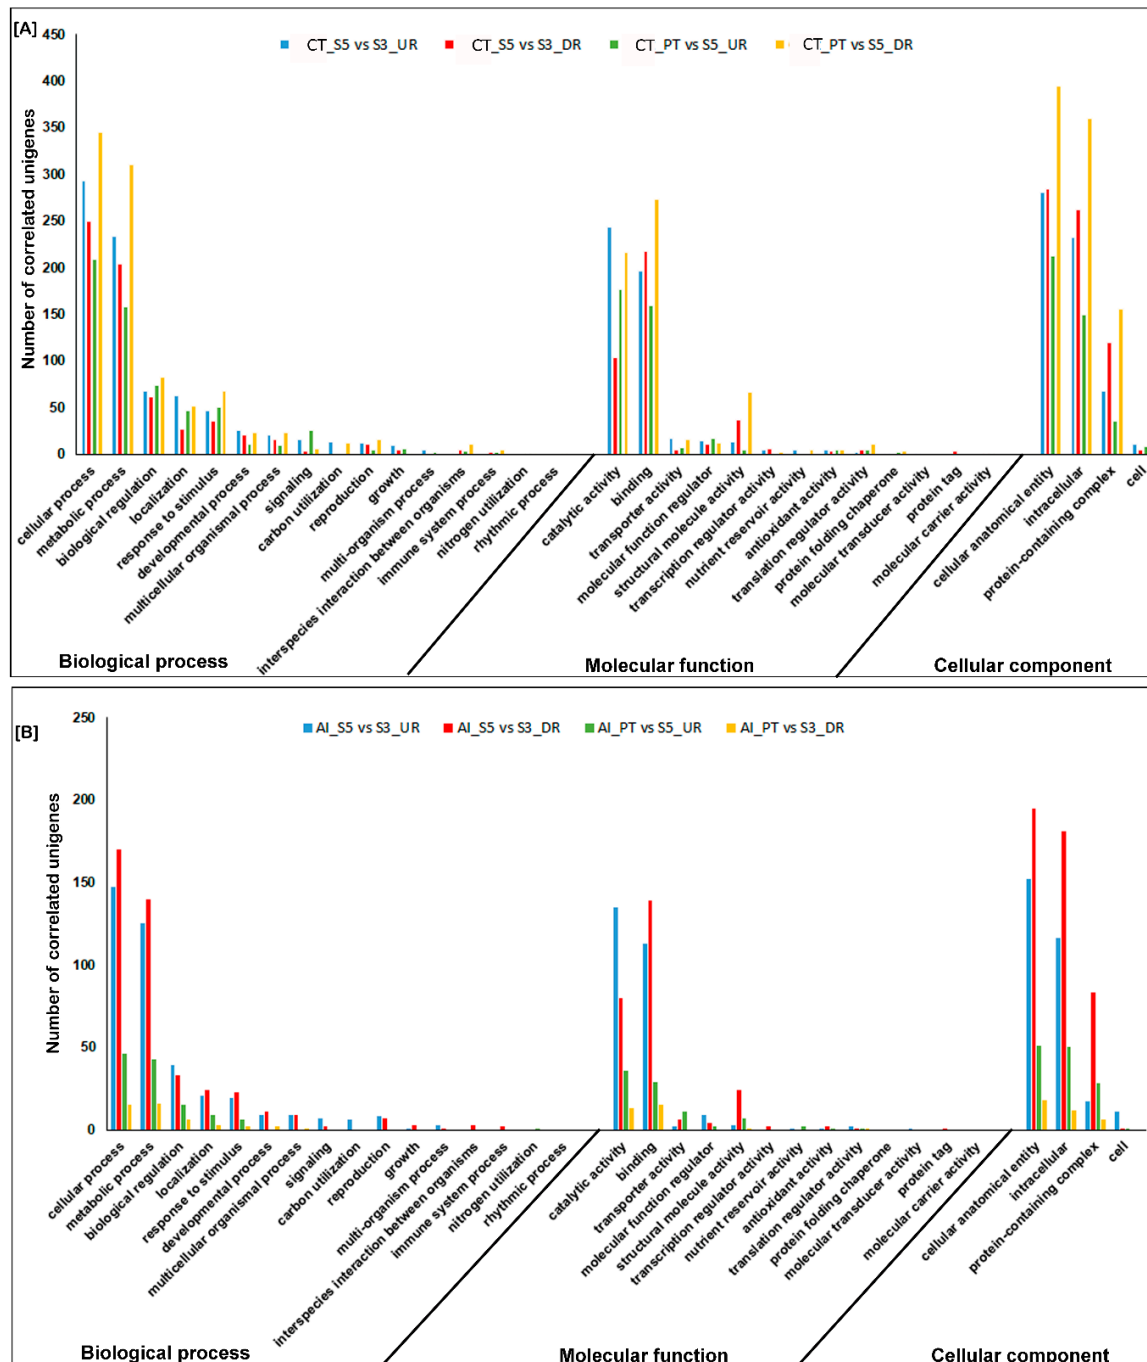 [A]
CT_S5 vs S3_UR
CT_S5 vs S3_DR
CT_PT vs S5_UR
CT_PT vs S5_DR
Number of correlated unigenes
450
400
350
300
250
200
150
100
50
0
cellular process
metabolic process
biological regulation
localization
response to stimulus
developmental process
multicellular organismal process
signaling
carbon utilization
reproduction
growth
multi-organism process
interspecies interaction between organisms
immune system process
nitrogen utilization
rhythmic process
catalytic activity
binding
transporter activity
molecular function regulator
structural molecule activity
transcription regulator activity
nutrient reservoir activity
antioxidant activity
translation regulator activity
protein folding chaperone
molecular transducer activity
protein tag
molecular carrier activity
cellular anatomical entity
intracellular
protein-containing complex
cell
Biological process
Molecular function
Cellular component
[B]
AI_S5 vs S3_UR
AI_S5 vs S3_DR
AI_PT vs S5_UR
AI_PT vs S3_DR
Number of correlated unigenes
250
200
150
100
50
0
cellular process
metabolic process
biological regulation
localization
response to stimulus
developmental process
multicellular organismal process
signaling
carbon utilization
reproduction
growth
multi-organism process
interspecies interaction between organisms
immune system process
nitrogen utilization
rhythmic process
catalytic activity
binding
transporter activity
molecular function regulator
structural molecule activity
transcription regulator activity
nutrient reservoir activity
antioxidant activity
translation regulator activity
protein folding chaperone
molecular transducer activity
protein tag
molecular carrier activity
cellular anatomical entity
intracellular
protein-containing complex
cell
Biological process
Molecular function
Cellular component